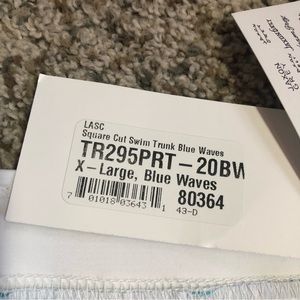 LASC
Square Cut Swim Trunk Blue Waves
TR295PRT-20BW
X-Large, Blue Waves
80364
7 01018 03643 1
43-D